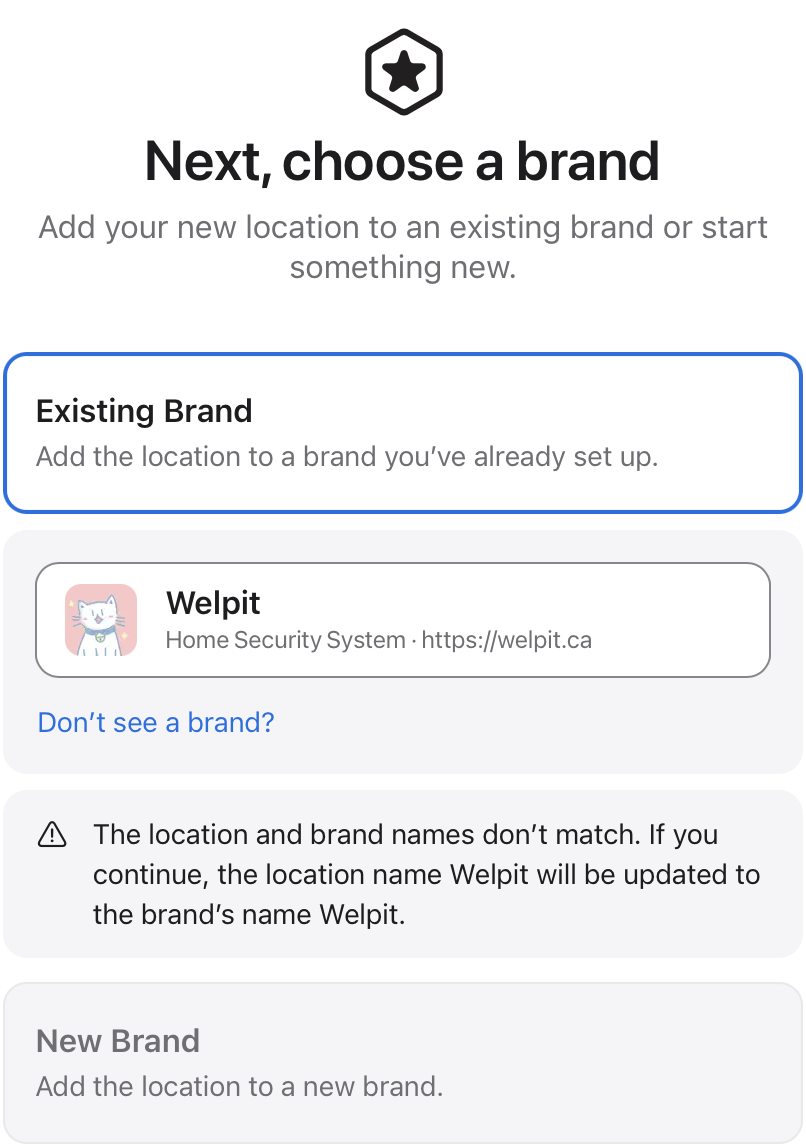 Next, choose a brand
Add your new location to an existing brand or start
something new.
Existing Brand
Add the location to a brand you’ve already set up.
Welpit
Home Security System · https://welpit.ca
Don’t see a brand?
The location and brand names don’t match. If you
continue, the location name Welpit will be updated to
the brand’s name Welpit.
New Brand
Add the location to a new brand.